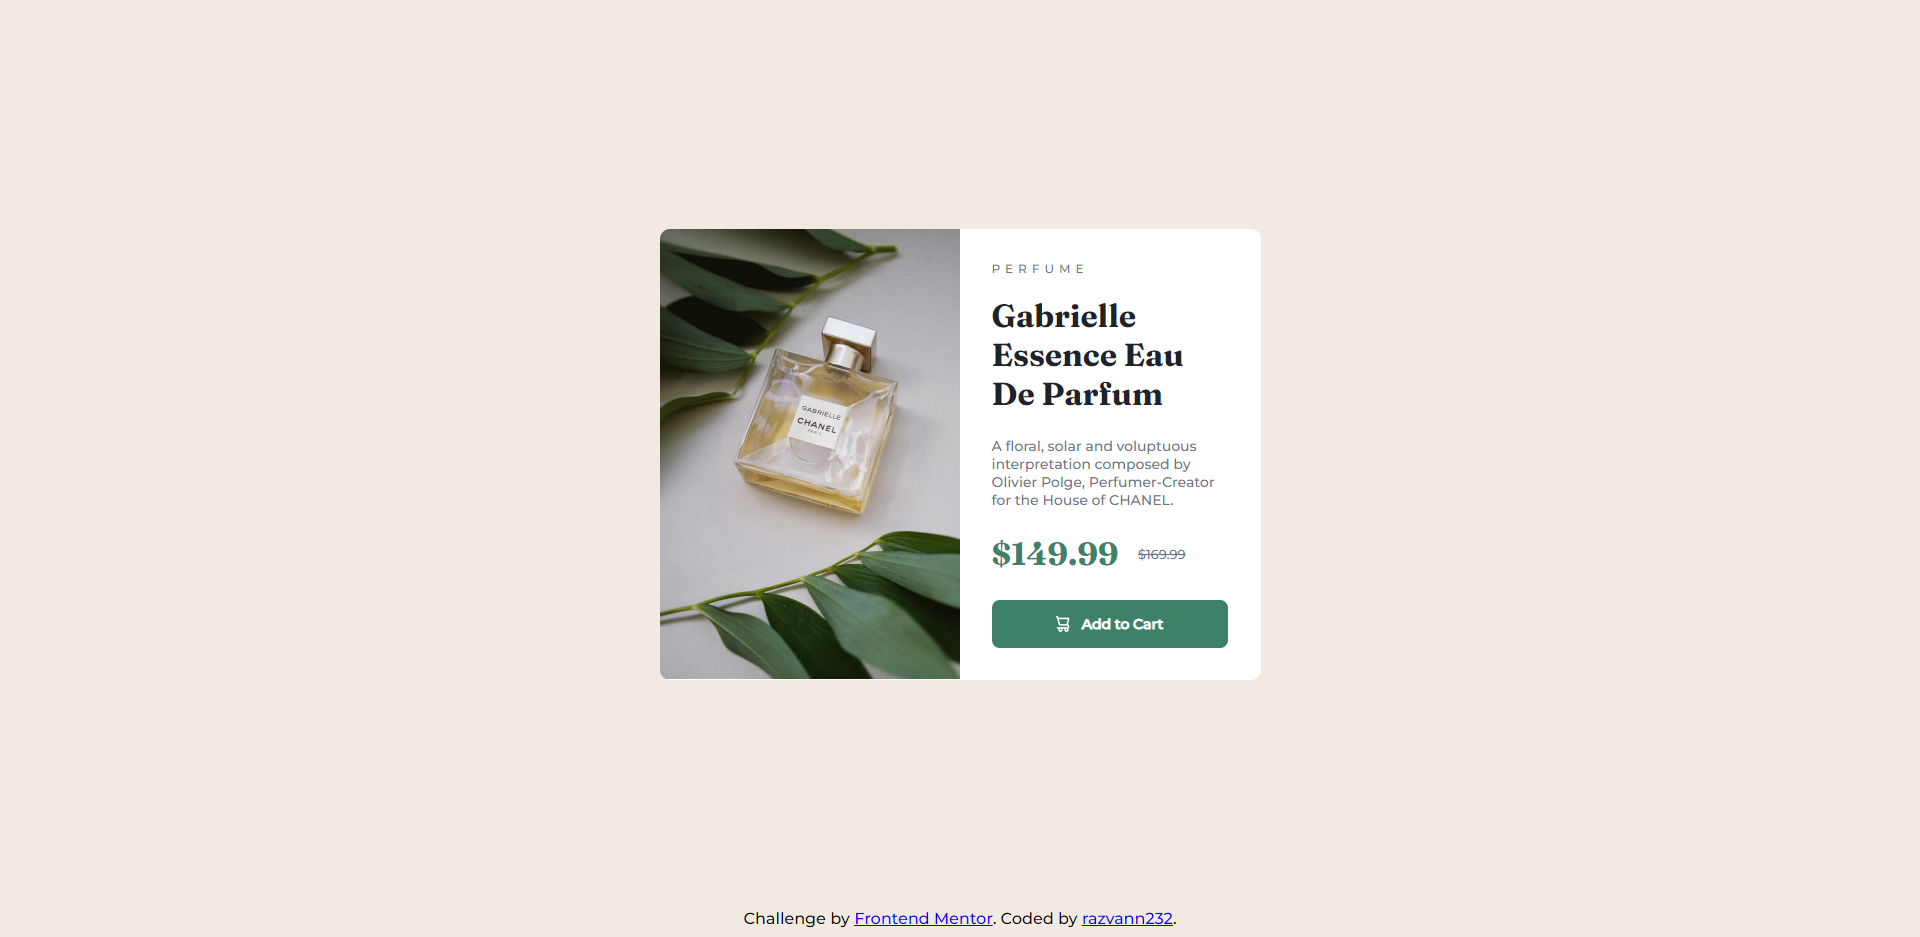 GABRIELLE
CHANEL
PARIS
PERFUME
Gabrielle
Essence Eau
De Parfum
A floral, solar and voluptuous
interpretation composed by
Olivier Polge, Perfumer-Creator
for the House of CHANEL.
$149.99 $169.99
Add to Cart
Challenge by Frontend Mentor. Coded by razvann232.